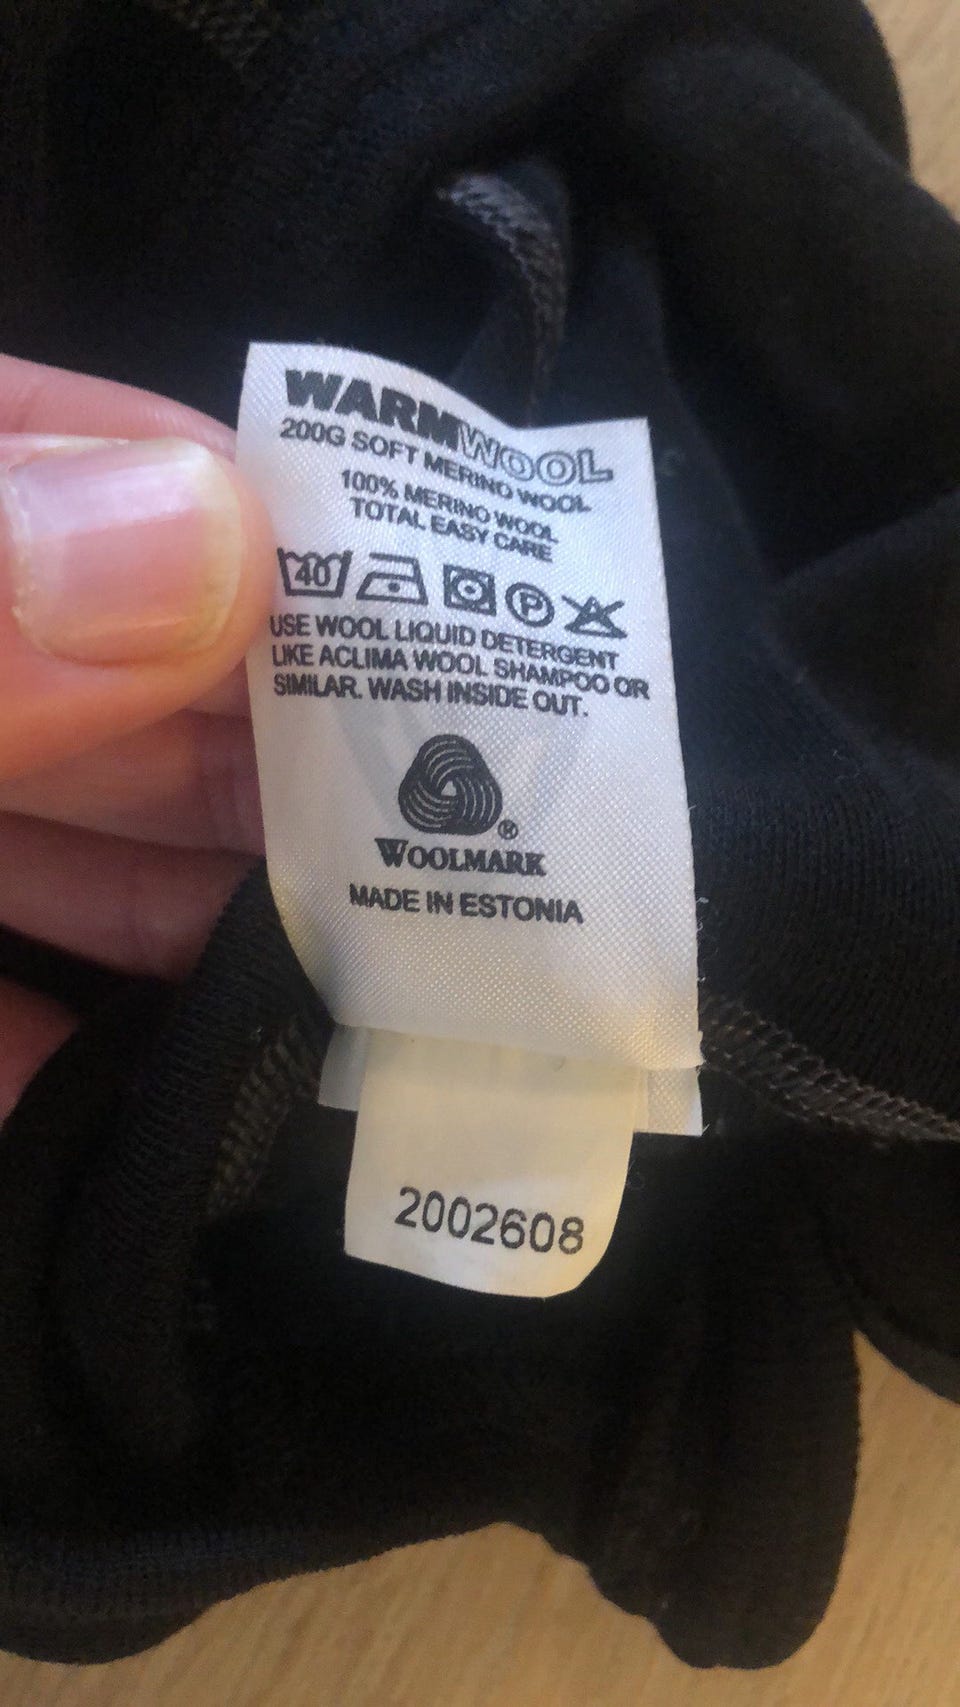 WARMWOOL
200G SOFT MERINO WOOL
100% MERINO WOOL
TOTAL EASY CARE
40 P
USE WOOL LIQUID DETERGENT
LIKE ACLIMA WOOL SHAMPOO OR
SIMILAR. WASH INSIDE OUT.
®
WOOLMARK
MADE IN ESTONIA
2002608